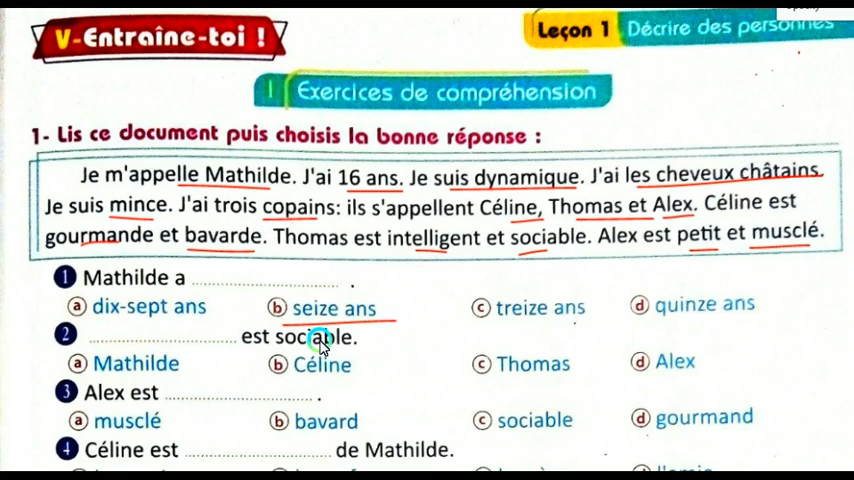 V-Entraîne-toi !
Leçon 1 Décrire des personnes
I Exercices de compréhension
1- Lis ce document puis choisis la bonne réponse :
Je m'appelle Mathilde. J'ai 16 ans. Je suis dynamique. J'ai les cheveux châtains.
Je suis mince. J'ai trois copains: ils s'appellent Céline, Thomas et Alex. Céline est
gourmande et bavarde. Thomas est intelligent et sociable. Alex est petit et musclé.
1 Mathilde a ............................... .
a dix-sept ans b seize ans c treize ans d quinze ans
2 ............................... est sociable.
a Mathilde b Céline c Thomas d Alex
3 Alex est ............................... .
a musclé b bavard c sociable d gourmand
4 Céline est ............................... de Mathilde.